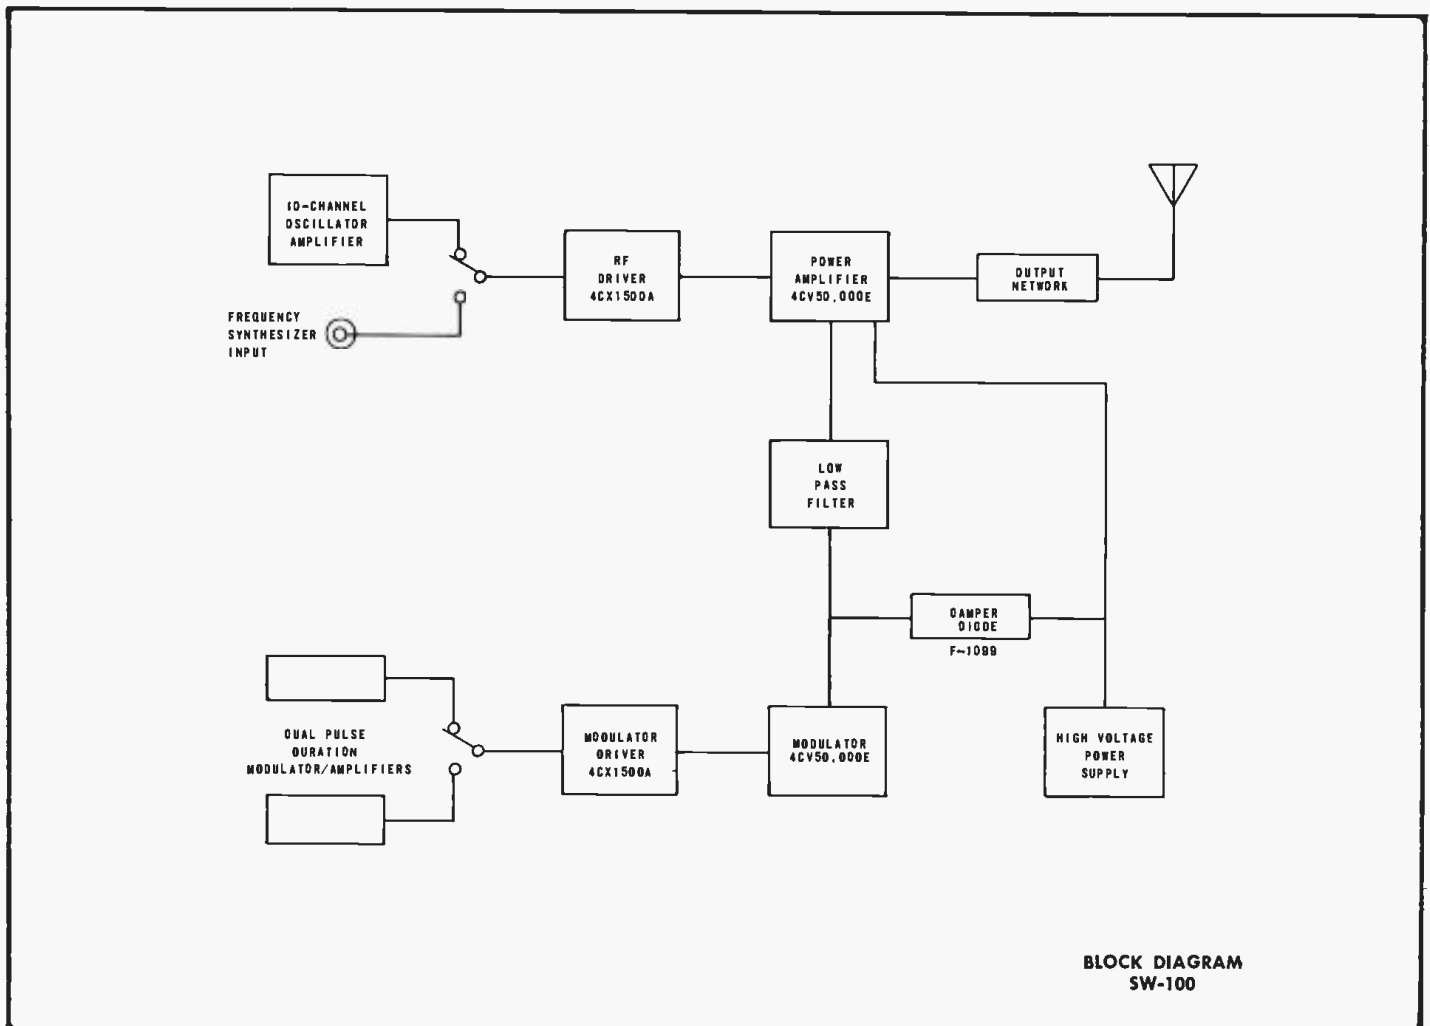 10-CHANNEL
OSCILLATOR
AMPLIFIER
FREQUENCY
SYNTHESIZER
INPUT
RF
DRIVER
4CX1500A
POWER
AMPLIFIER
4CV50,000E
OUTPUT
NETWORK
LOW
PASS
FILTER
DAMPER
DIODE
F-1099
DUAL PULSE
DURATION
MODULATOR/AMPLIFIERS
MODULATOR
DRIVER
4CX1500A
MODULATOR
4CV50,000E
HIGH VOLTAGE
POWER
SUPPLY
BLOCK DIAGRAM
SW-100